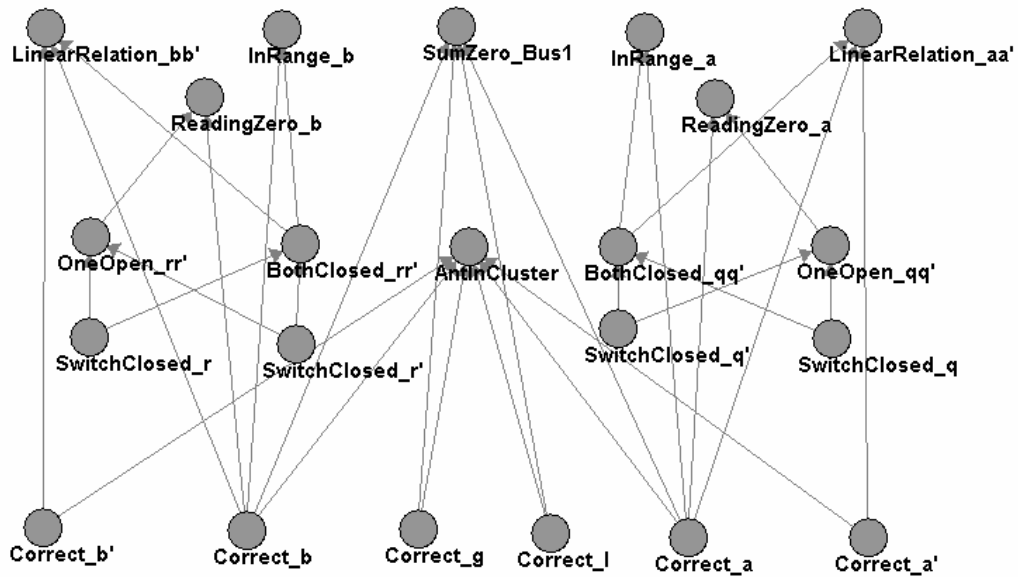 LinearRelation_bb'
InRange_b
SumZero_Bus1
InRange_a
LinearRelation_aa'
ReadingZero_b
ReadingZero_a
OneOpen_rr'
BothClosed_rr'
AntInCluster
BothClosed_qq'
OneOpen_qq'
SwitchClosed_r
SwitchClosed_r'
SwitchClosed_q'
SwitchClosed_q
Correct_b'
Correct_b
Correct_g
Correct_l
Correct_a
Correct_a'